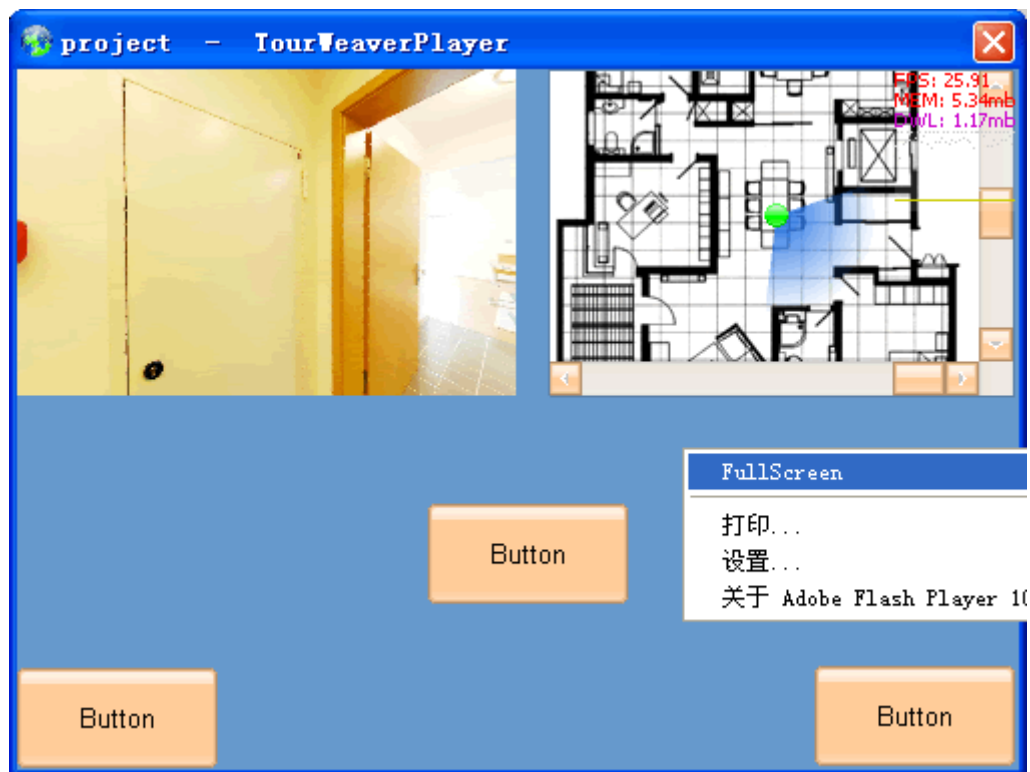 project - TourWeaverPlayer
FPS: 25.91
MEM: 5.34mb
DWL: 1.17mb
FullScreen
打印...
设置...
关于 Adobe Flash Player 10
Button
Button
Button